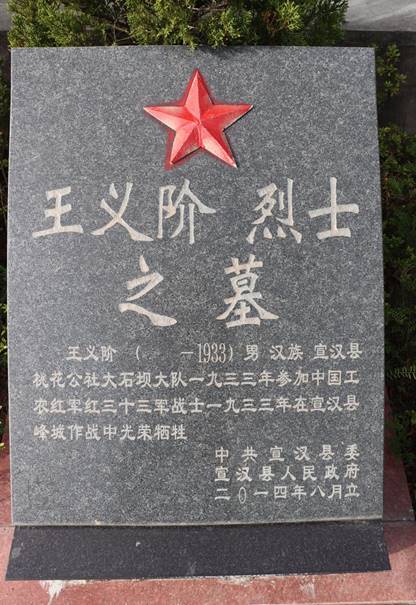 王义阶 烈士
之墓
王义阶 （ —1933）男 汉族 宣汉县
桃花公社大石坝大队一九三三年参加中国工
农红军红三十三军战士一九三三年在宣汉县
峰城作战中光荣牺牲
中共宣汉县委
宣汉县人民政府
二〇一四年八月立